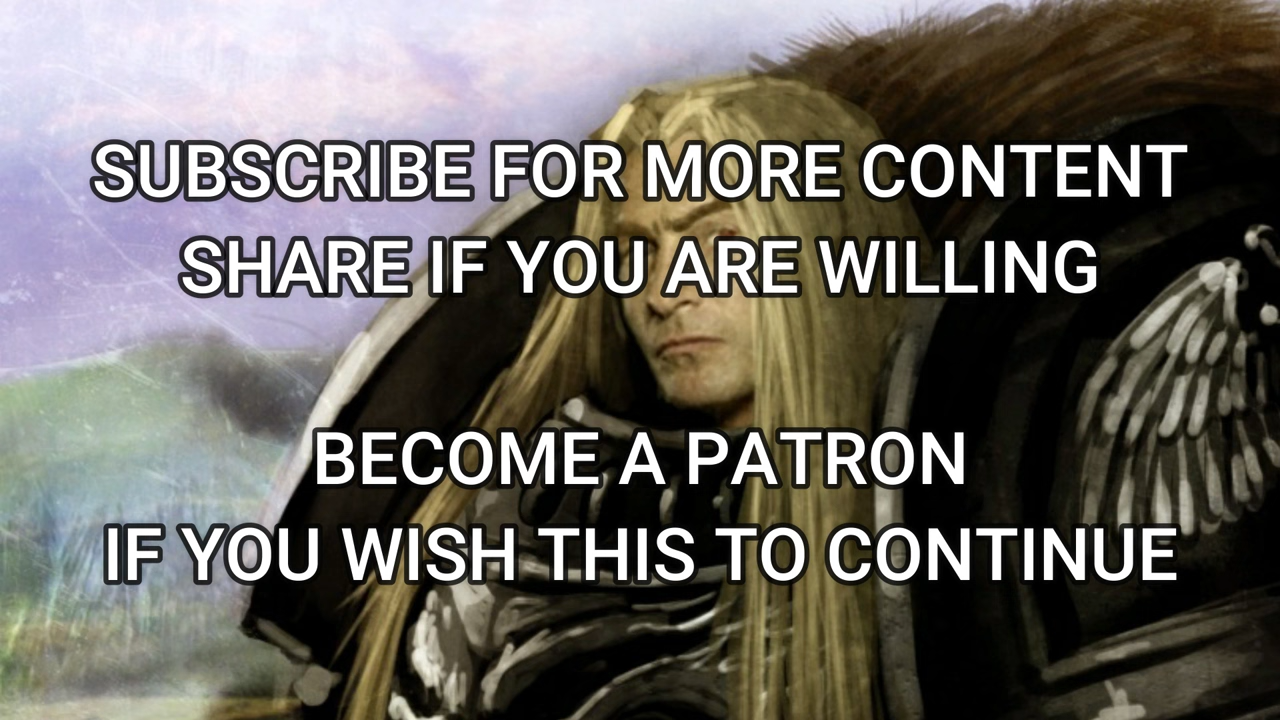 SUBSCRIBE FOR MORE CONTENT
SHARE IF YOU ARE WILLING
BECOME A PATRON
IF YOU WISH THIS TO CONTINUE